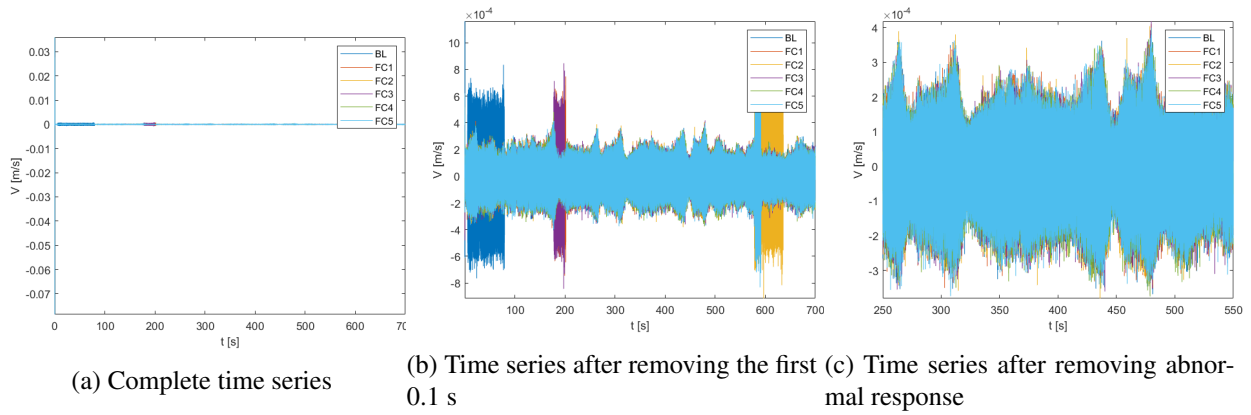 0.03
0.02
0.01
0
-0.01
-0.02
-0.03
-0.04
-0.05
-0.06
-0.07
V [m/s]
0 100 200 300 400 500 600 700
t [s]
BL
FC1
FC2
FC3
FC4
FC5
(a) Complete time series
×10-4
10
8
6
4
2
0
-2
-4
-6
-8
V [m/s]
100 200 300 400 500 600 700
t [s]
BL
FC1
FC2
FC3
FC4
FC5
(b) Time series after removing the first
0.1 s
×10-4
4
3
2
1
0
-1
-2
-3
V [m/s]
250 300 350 400 450 500 550
t [s]
BL
FC1
FC2
FC3
FC4
FC5
(c) Time series after removing abnor-
mal response